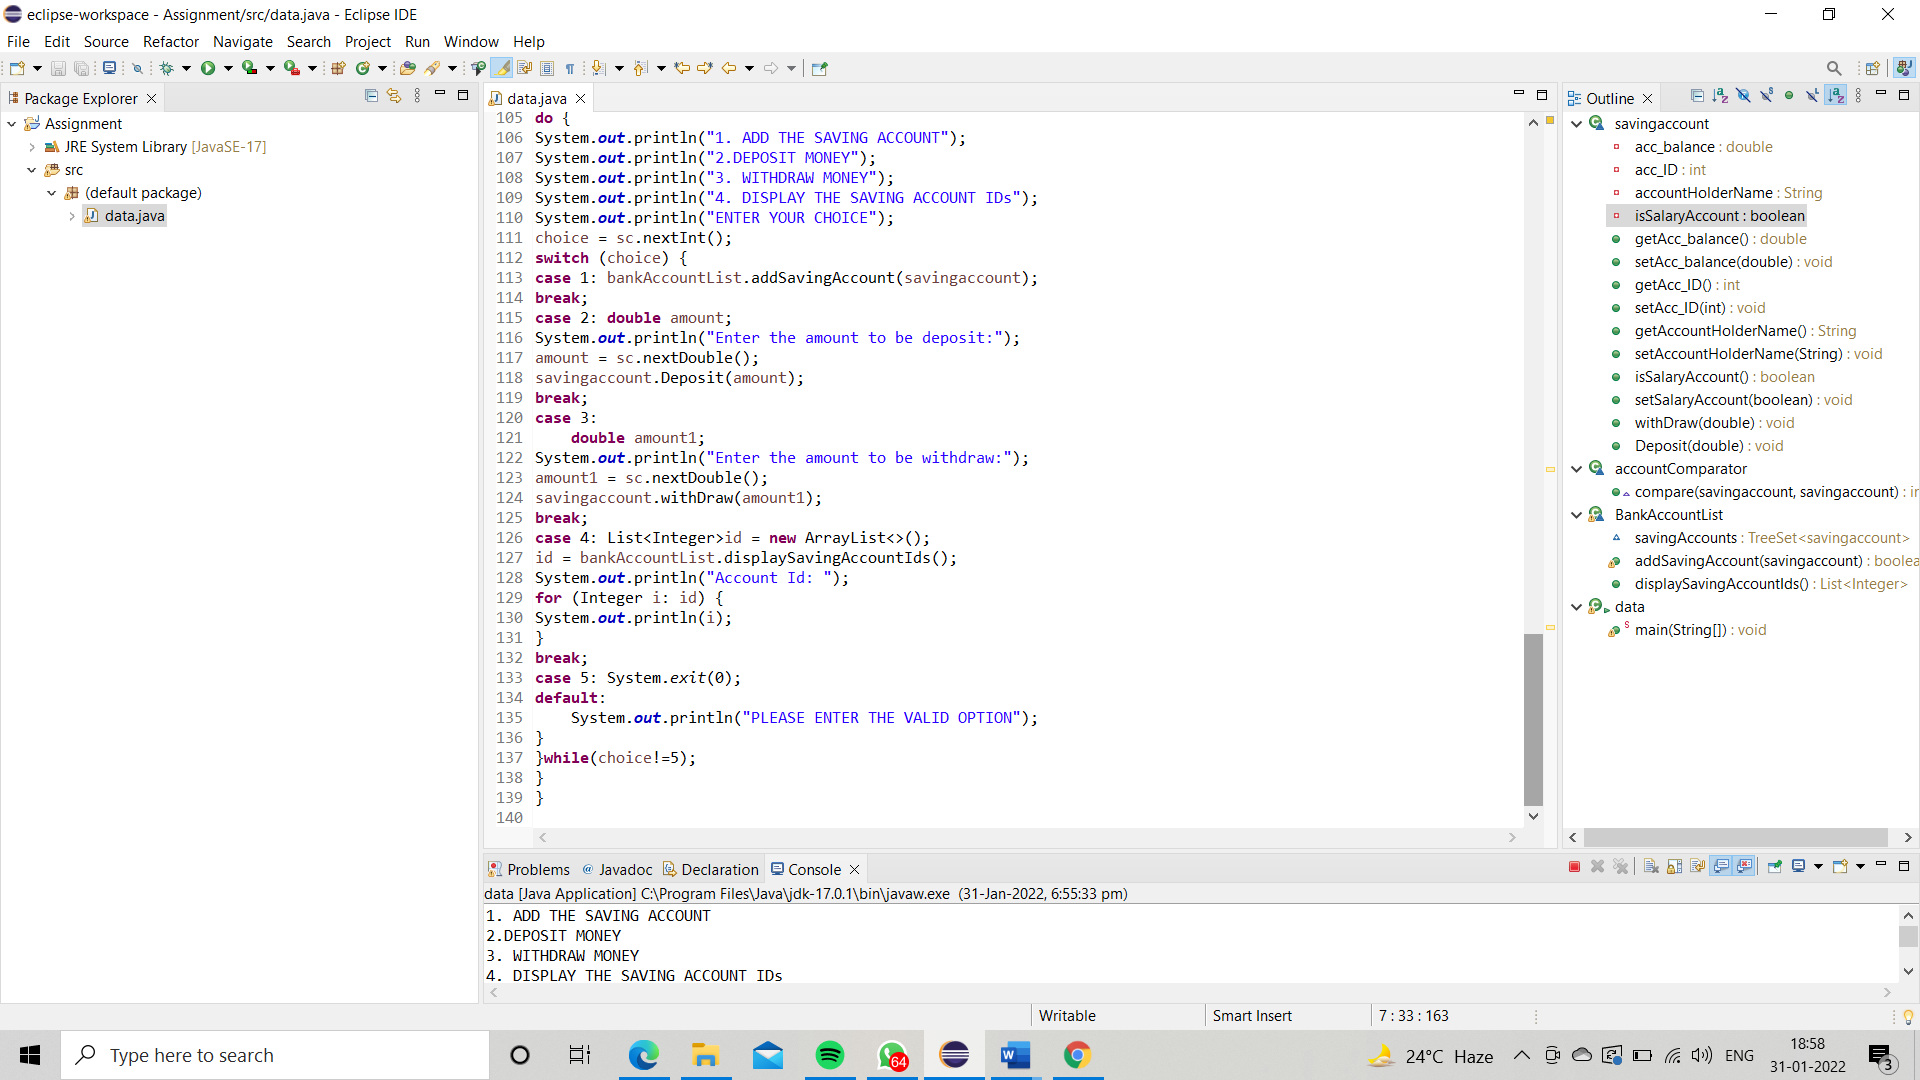 eclipse-workspace - Assignment/src/data.java - Eclipse IDE
File Edit Source Refactor Navigate Search Project Run Window Help
Package Explorer
Assignment
JRE System Library [JavaSE-17]
src
(default package)
data.java
data.java
105 do {
106 System.out.println("1. ADD THE SAVING ACCOUNT");
107 System.out.println("2.DEPOSIT MONEY");
108 System.out.println("3. WITHDRAW MONEY");
109 System.out.println("4. DISPLAY THE SAVING ACCOUNT IDs");
110 System.out.println("ENTER YOUR CHOICE");
111 choice = sc.nextInt();
112 switch (choice) {
113 case 1: bankAccountList.addSavingAccount(savingaccount);
114 break;
115 case 2: double amount;
116 System.out.println("Enter the amount to be deposit:");
117 amount = sc.nextDouble();
118 savingaccount.Deposit(amount);
119 break;
120 case 3:
121 double amount1;
122 System.out.println("Enter the amount to be withdraw:");
123 amount1 = sc.nextDouble();
124 savingaccount.withDraw(amount1);
125 break;
126 case 4: List<Integer>id = new ArrayList<>();
127 id = bankAccountList.displaySavingAccountIds();
128 System.out.println("Account Id: ");
129 for (Integer i: id) {
130 System.out.println(i);
131 }
132 break;
133 case 5: System.exit(0);
134 default:
135 System.out.println("PLEASE ENTER THE VALID OPTION");
136 }
137 }while(choice!=5);
138 }
139 }
140
Outline
savingaccount
acc_balance : double
acc_ID : int
accountHolderName : String
isSalaryAccount : boolean
getAcc_balance() : double
setAcc_balance(double) : void
getAcc_ID() : int
setAcc_ID(int) : void
getAccountHolderName() : String
setAccountHolderName(String) : void
isSalaryAccount() : boolean
setSalaryAccount(boolean) : void
withDraw(double) : void
Deposit(double) : void
accountComparator
compare(savingaccount, savingaccount) : ir
BankAccountList
savingAccounts : TreeSet<savingaccount>
addSavingAccount(savingaccount) : boolea
displaySavingAccountIds() : List<Integer>
data
main(String[]) : void
Problems @ Javadoc Declaration Console
data [Java Application] C:\Program Files\Java\jdk-17.0.1\bin\javaw.exe (31-Jan-2022, 6:55:33 pm)
1. ADD THE SAVING ACCOUNT
2.DEPOSIT MONEY
3. WITHDRAW MONEY
4. DISPLAY THE SAVING ACCOUNT IDs
Writable Smart Insert 7 : 33 : 163
Type here to search
64
24°C Haze
ENG
18:58
31-01-2022
3